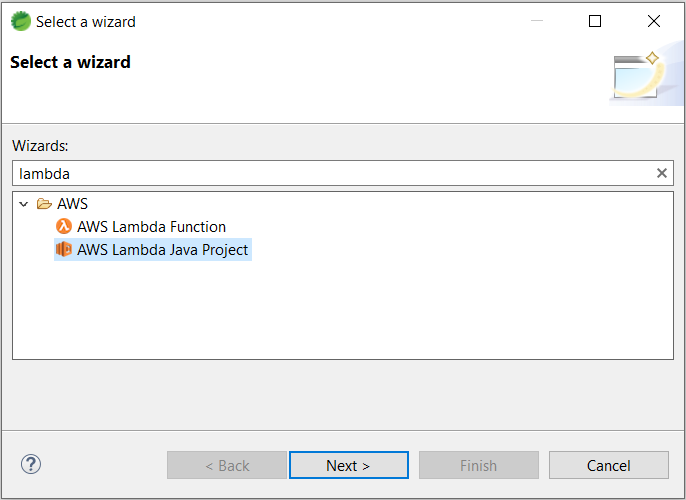 Select a wizard
Select a wizard
Wizards:
lambda
AWS
AWS Lambda Function
AWS Lambda Java Project
< Back
Next >
Finish
Cancel